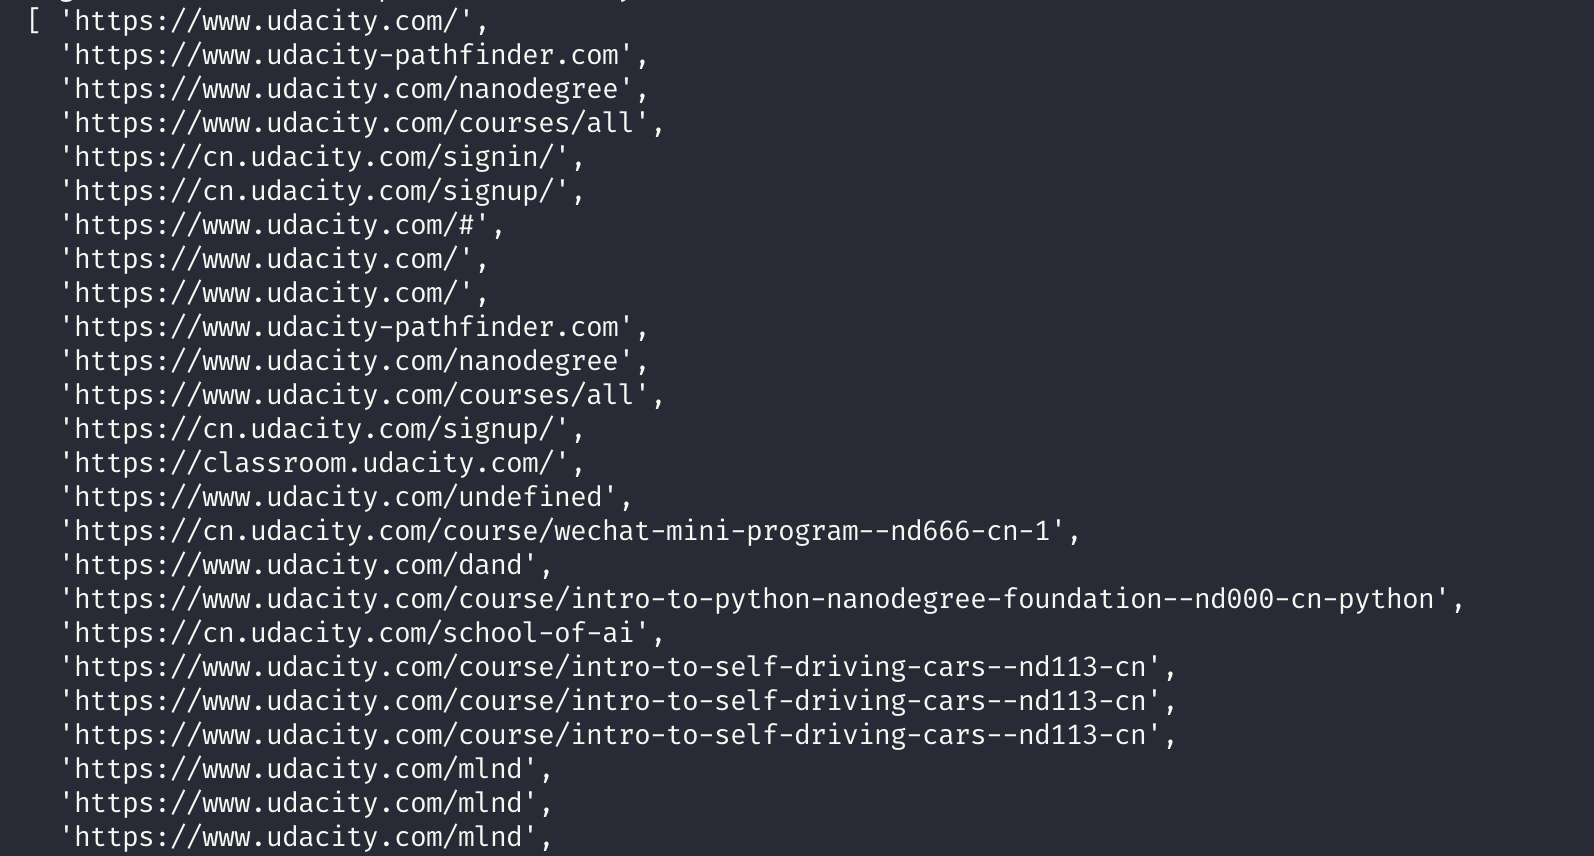 [ 'https://www.udacity.com/',
'https://www.udacity-pathfinder.com',
'https://www.udacity.com/nanodegree',
'https://www.udacity.com/courses/all',
'https://cn.udacity.com/signin/',
'https://cn.udacity.com/signup/',
'https://www.udacity.com/#',
'https://www.udacity.com/',
'https://www.udacity.com/',
'https://www.udacity-pathfinder.com',
'https://www.udacity.com/nanodegree',
'https://www.udacity.com/courses/all',
'https://cn.udacity.com/signup/',
'https://classroom.udacity.com/',
'https://www.udacity.com/undefined',
'https://cn.udacity.com/course/wechat-mini-program--nd666-cn-1',
'https://www.udacity.com/dand',
'https://www.udacity.com/course/intro-to-python-nanodegree-foundation--nd000-cn-python',
'https://cn.udacity.com/school-of-ai',
'https://www.udacity.com/course/intro-to-self-driving-cars--nd113-cn',
'https://www.udacity.com/course/intro-to-self-driving-cars--nd113-cn',
'https://www.udacity.com/course/intro-to-self-driving-cars--nd113-cn',
'https://www.udacity.com/mlnd',
'https://www.udacity.com/mlnd',
'https://www.udacity.com/mlnd',